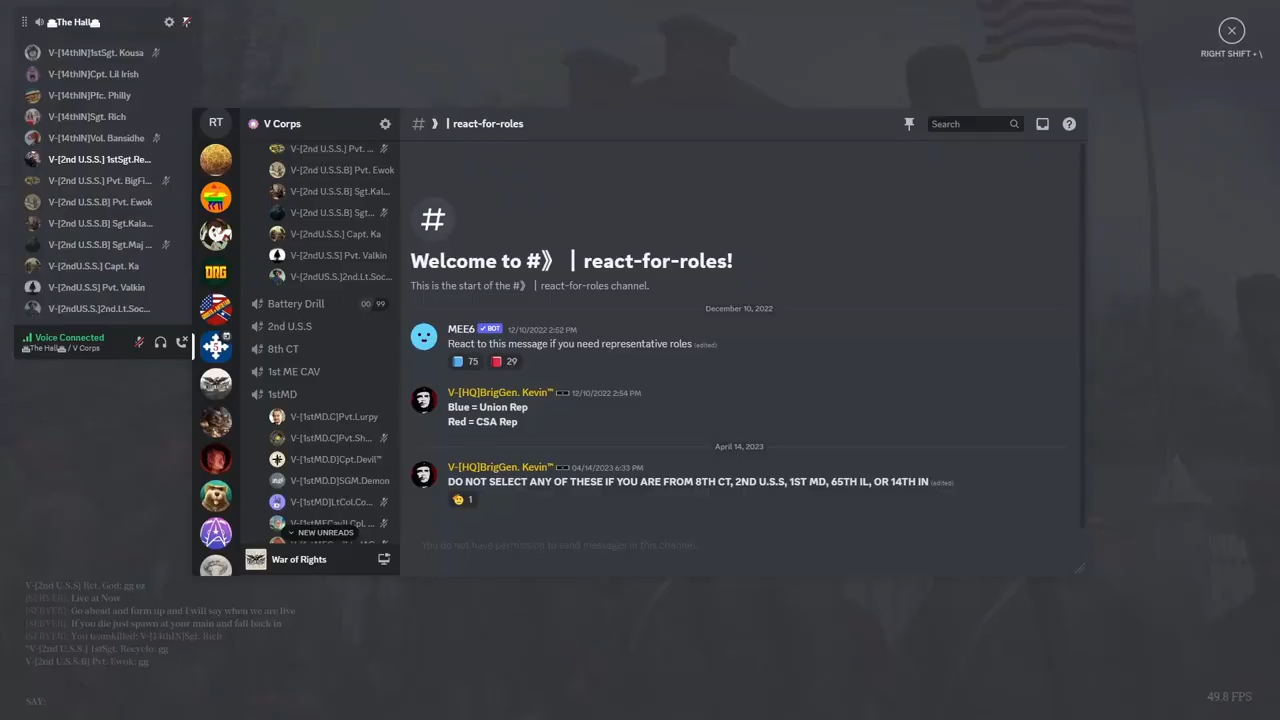 The Hall
V-[14thIN]1stSgt. Kousa
V-[14thIN]Cpt. Lil Irish
V-[14thIN]Pfc. Philly
V-[14thIN]Sgt. Rich
V-[14thIN]Vol. Bansidhe
V-[2nd U.S.S.] 1stSgt.Re...
V-[2nd U.S.S.] Pvt. BigFi...
V-[2nd U.S.S.B] Pvt. Ewok
V-[2nd U.S.S.B] Sgt.Kala...
V-[2nd U.S.S.B] Sgt.Maj ...
V-[2ndU.S.S.] Capt. Ka
V-[2ndU.S.S] Pvt. Valkin
V-[2ndUS.S.]2nd.Lt.Soc...
Voice Connected
The Hall / V Corps
RT
DRG
5
V Corps
V-[2nd U.S.S.] Pvt. ...
V-[2nd U.S.S.B] Pvt. Ewok
V-[2nd U.S.S.B] Sgt.Kal...
V-[2nd U.S.S.B] Sgt...
V-[2ndU.S.S.] Capt. Ka
V-[2ndU.S.S] Pvt. Valkin
V-[2ndUS.S.]2nd.Lt.Soc...
Battery Drill 00 99
2nd U.S.S
8th CT
1st ME CAV
1stMD
V-[1stMD.C]Pvt.Lurpy
V-[1stMD.C]Pvt.Sh...
V-[1stMD.D]Cpt.Devil™
V-[1stMD.D]SGM.Demon
V-[1stMD]LtCol.Co...
V-[1stMECav]LCpl. ...
NEW UNREADS
War of Rights
# 》 | react-for-roles
Search
RIGHT SHIFT + \
#
Welcome to #》 | react-for-roles!
This is the start of the #》 | react-for-roles channel.
December 10, 2022
MEE6 ✓ BOT 12/10/2022 2:52 PM
React to this message if you need representative roles (edited)
75 29
V-[HQ]BrigGen. Kevin™ 12/10/2022 2:54 PM
Blue = Union Rep
Red = CSA Rep
April 14, 2023
V-[HQ]BrigGen. Kevin™ 04/14/2023 6:33 PM
DO NOT SELECT ANY OF THESE IF YOU ARE FROM 8TH CT, 2ND U.S.S, 1ST MD, 65TH IL, OR 14TH IN (edited)
1
You do not have permission to send messages in this channel.
V-[2nd U.S.S] Rct. God: gg ez
[SERVER]: Live at Now
[SERVER]: Go ahead and form up and I will say when we are live
[SERVER]: If you die just spawn at your main and fall back in
[SERVER]: You teamkilled: V-[14thIN]Sgt. Rich
*V-[2nd U.S.S.] 1stSgt. Recyclo: gg
V-[2nd U.S.S.B] Pvt. Ewok: gg
SAY:
49.8 FPS